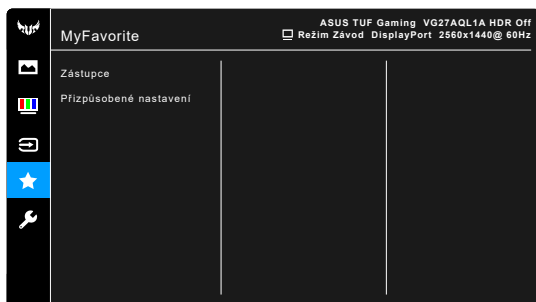 ASUS TUF Gaming VG27AQL1A HDR Off
MyFavorite
Režim Závod DisplayPort 2560x1440@ 60Hz
Zástupce
Přizpůsobené nastavení